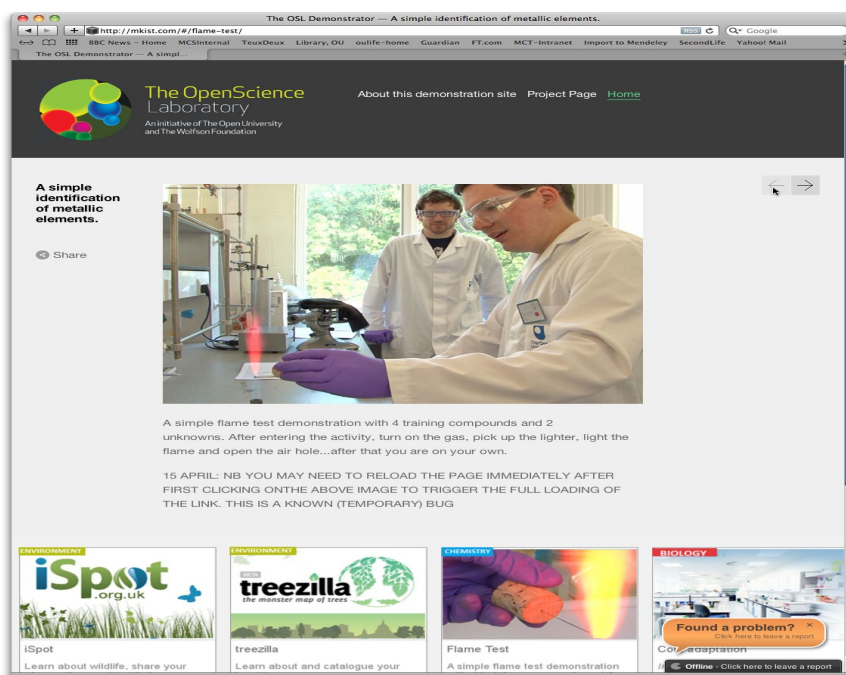 The OSL Demonstrator — A simple identification of metallic elements.
http://mkist.com/#/flame-test/
RSS
Google
BBC News - Home MCSInternal TeuxDeux Library, OU oulife-home Guardian FT.com MCT-Intranet Import to Mendeley SecondLife Yahoo! Mail
The OSL Demonstrator — A simpl...
The OpenScience
Laboratory
An initiative of The Open University
and The Wolfson Foundation
About this demonstration site Project Page Home
A simple
identification
of metallic
elements.
Share
A simple flame test demonstration with 4 training compounds and 2
unknowns. After entering the activity, turn on the gas, pick up the lighter, light the
flame and open the air hole...after that you are on your own.
15 APRIL: NB YOU MAY NEED TO RELOAD THE PAGE IMMEDIATELY AFTER
FIRST CLICKING ONTHE ABOVE IMAGE TO TRIGGER THE FULL LOADING OF
THE LINK. THIS IS A KNOWN (TEMPORARY) BUG
ENVIRONMENT
iSpot
.org.uk
iSpot
Learn about wildlife, share your
ENVIRONMENT
BETA
treezilla
the monster map of trees
treezilla
Learn about and catalogue your
CHEMISTRY
Flame Test
A simple flame test demonstration
BIOLOGY
Found a problem?
Click here to leave a report
Offline - Click here to leave a report